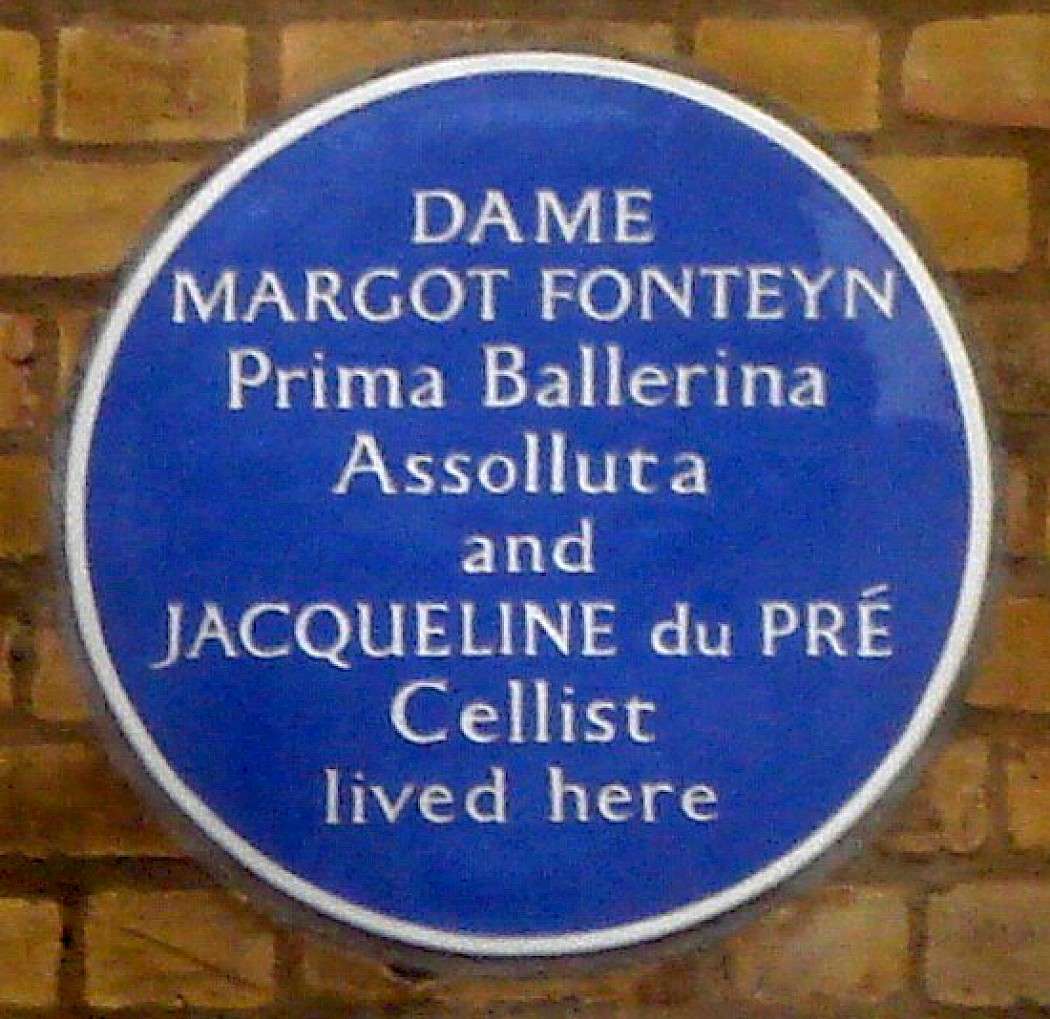 DAME
MARGOT FONTEYN
Prima Ballerina
Assolluta
and
JACQUELINE du PRÉ
Cellist
lived here